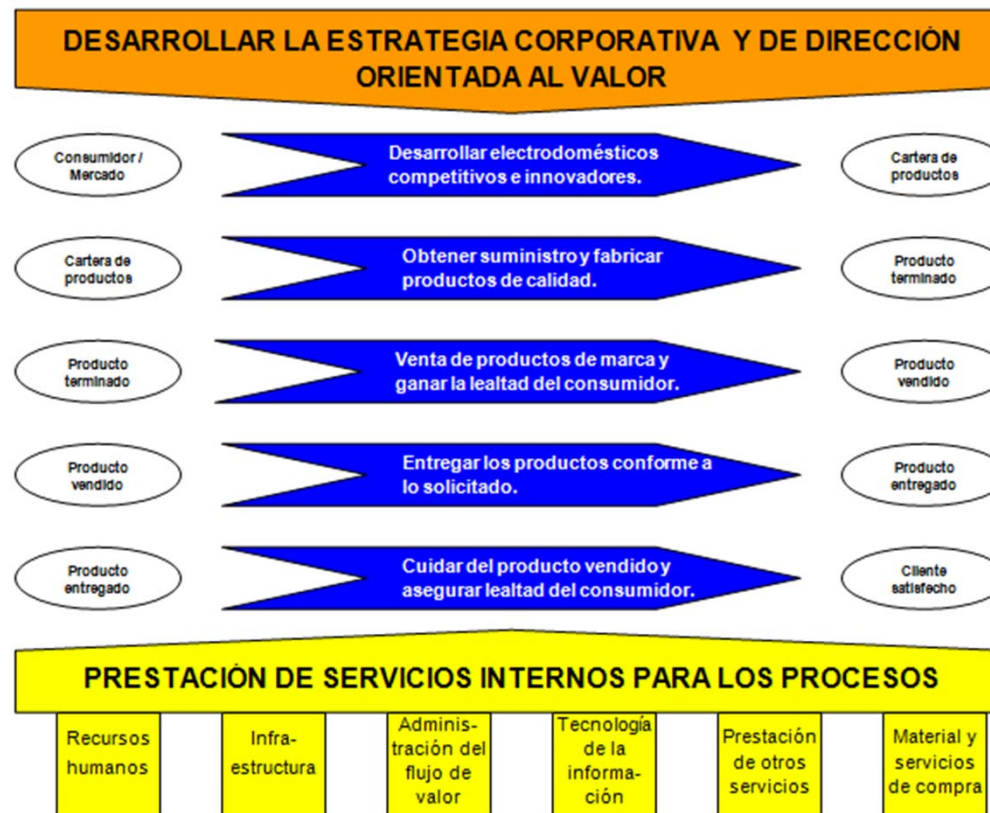 DESARROLLAR LA ESTRATEGIA CORPORATIVA Y DE DIRECCIÓN
ORIENTADA AL VALOR
Consumidor /
Mercado
Desarrollar electrodomésticos
competitivos e innovadores.
Cartera de
productos
Cartera de
productos
Obtener suministro y fabricar
productos de calidad.
Producto
terminado
Producto
terminado
Venta de productos de marca y
ganar la lealtad del consumidor.
Producto
vendido
Producto
vendido
Entregar los productos conforme a
lo solicitado.
Producto
entregado
Producto
entregado
Cuidar del producto vendido y
asegurar lealtad del consumidor.
Cliente
satisfecho
PRESTACIÓN DE SERVICIOS INTERNOS PARA LOS PROCESOS
Recursos
humanos
Infra-
estructura
Adminis-
tración del
flujo de
valor
Tecnología
de la
informa-
ción
Prestación
de otros
servicios
Material y
servicios
de compra